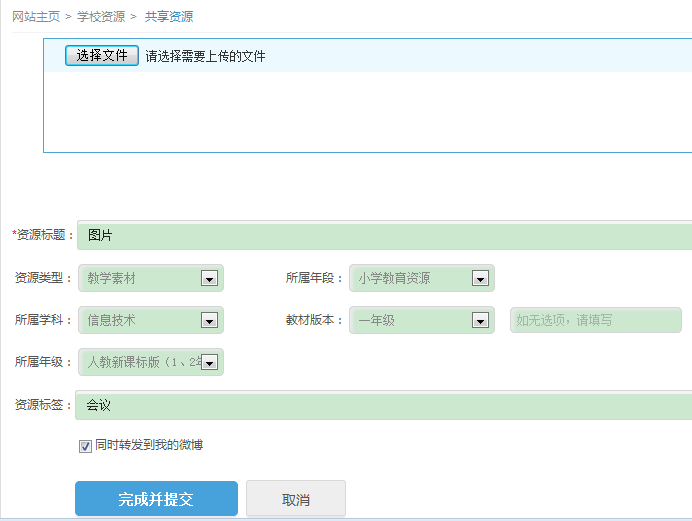 网站主页 > 学校资源 > 共享资源
选择文件 请选择需要上传的文件
*资源标题： 图片
资源类型： 教学素材 所属年段： 小学教育资源
所属学科： 信息技术 教材版本： 一年级 如无选项，请填写
所属年级： 人教新课标版（1、2年
资源标签： 会议
同时转发到我的微博
完成并提交 取消